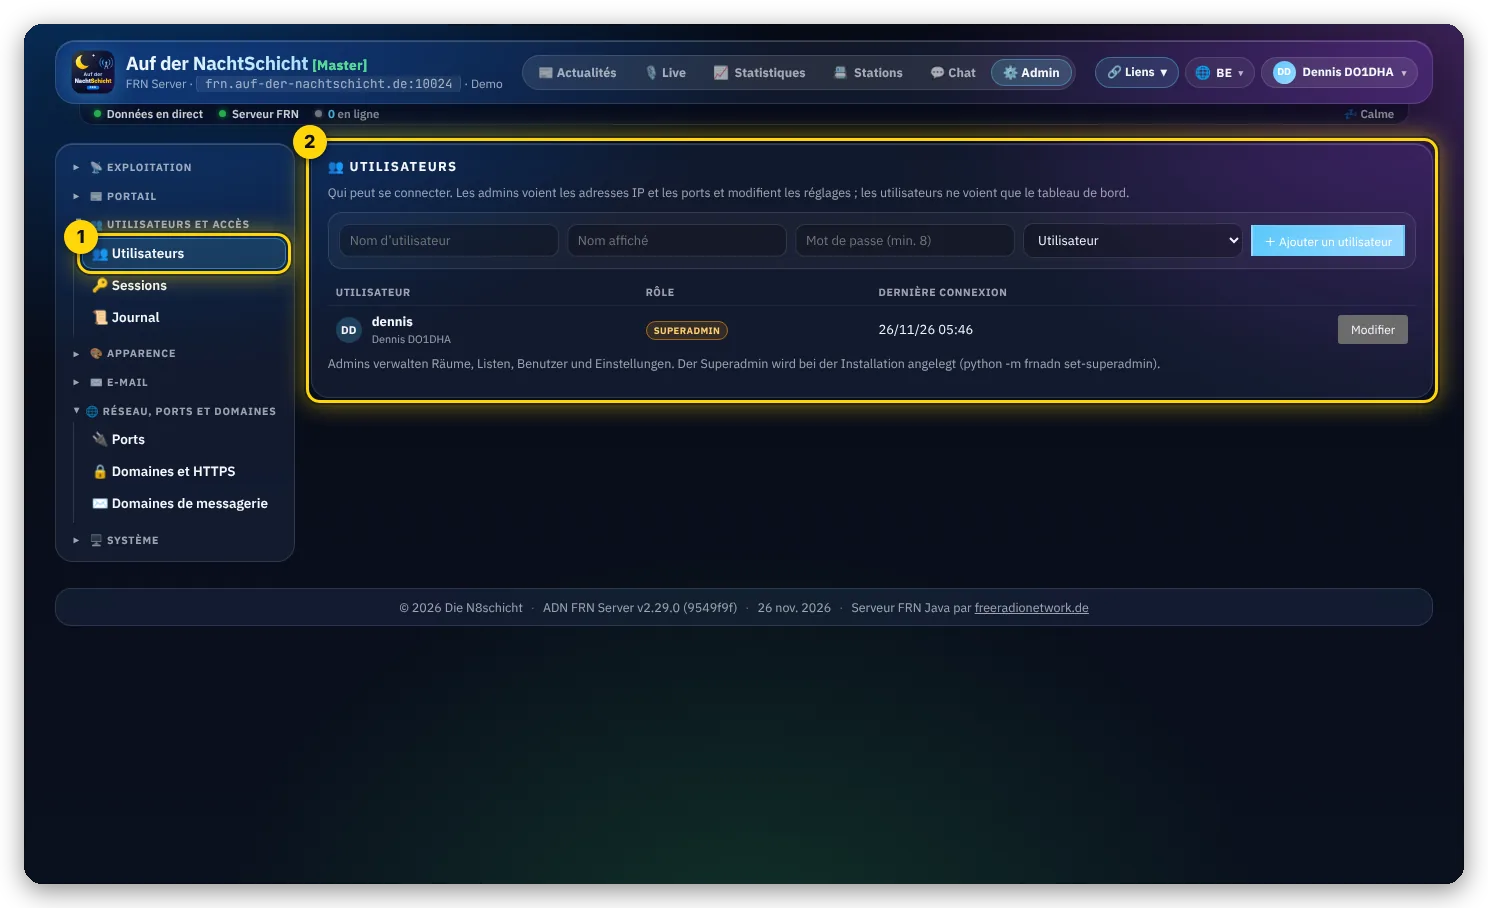 Auf der NachtSchicht [Master]
FRN Server · frn.auf-der-nachtschicht.de:10024 · Demo
Actualités
Live
Statistiques
Stations
Chat
Admin
Liens ▾
BE ▾
DD Dennis DO1DHA ▾
Données en direct
Serveur FRN
0 en ligne
Calme
EXPLOITATION
PORTAIL
UTILISATEURS ET ACCÈS
1
Utilisateurs
Sessions
Journal
APPARENCE
E-MAIL
RÉSEAU, PORTS ET DOMAINES
Ports
Domaines et HTTPS
Domaines de messagerie
SYSTÈME
2
UTILISATEURS
Qui peut se connecter. Les admins voient les adresses IP et les ports et modifient les réglages ; les utilisateurs ne voient que le tableau de bord.
Nom d’utilisateur
Nom affiché
Mot de passe (min. 8)
Utilisateur
+ Ajouter un utilisateur
UTILISATEUR RÔLE DERNIÈRE CONNEXION
DD dennis
Dennis DO1DHA
SUPERADMIN
26/11/26 05:46
Modifier
Admins verwalten Räume, Listen, Benutzer und Einstellungen. Der Superadmin wird bei der Installation angelegt (python -m frnadn set-superadmin).
© 2026 Die N8schicht · ADN FRN Server v2.29.0 (9549f9f) · 26 nov. 2026 · Serveur FRN Java par freeradionetwork.de